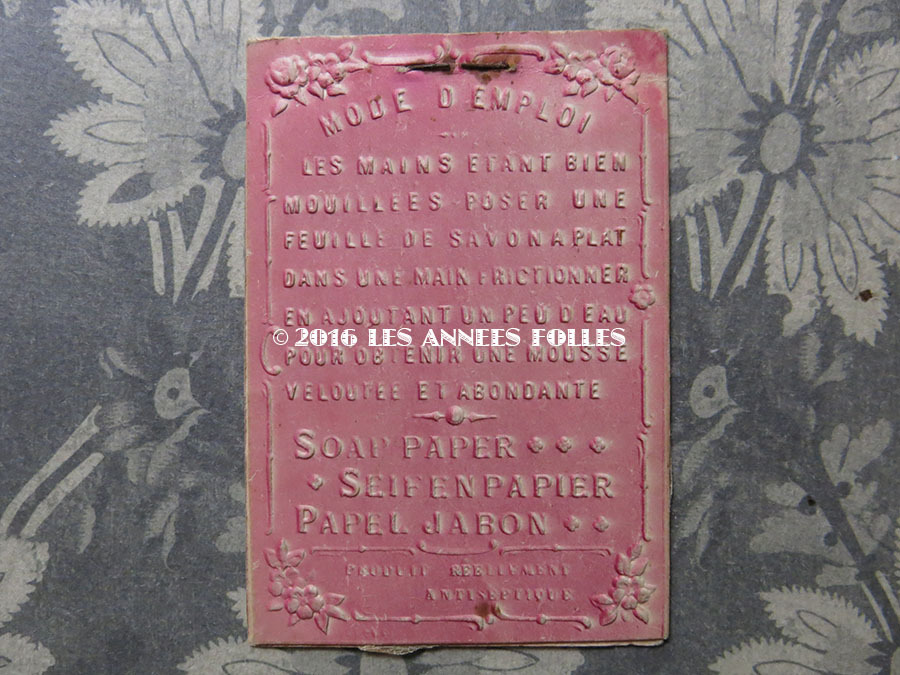 MODE D'EMPLOI
LES MAINS ETANT BIEN
MOUILLEES POSER UNE
FEUILLE DE SAVON A PLAT
DANS UNE MAIN FRICTIONNER
EN AJOUTANT UN PEU D'EAU
© 2016 LES ANNEES FOLLES
POUR OBTENIR UNE MOUSSE
VELOUTEE ET ABONDANTE
SOAP PAPER
SEIFENPAPIER
PAPEL JABON
PRODUIT REELLEMENT
ANTISEPTIQUE